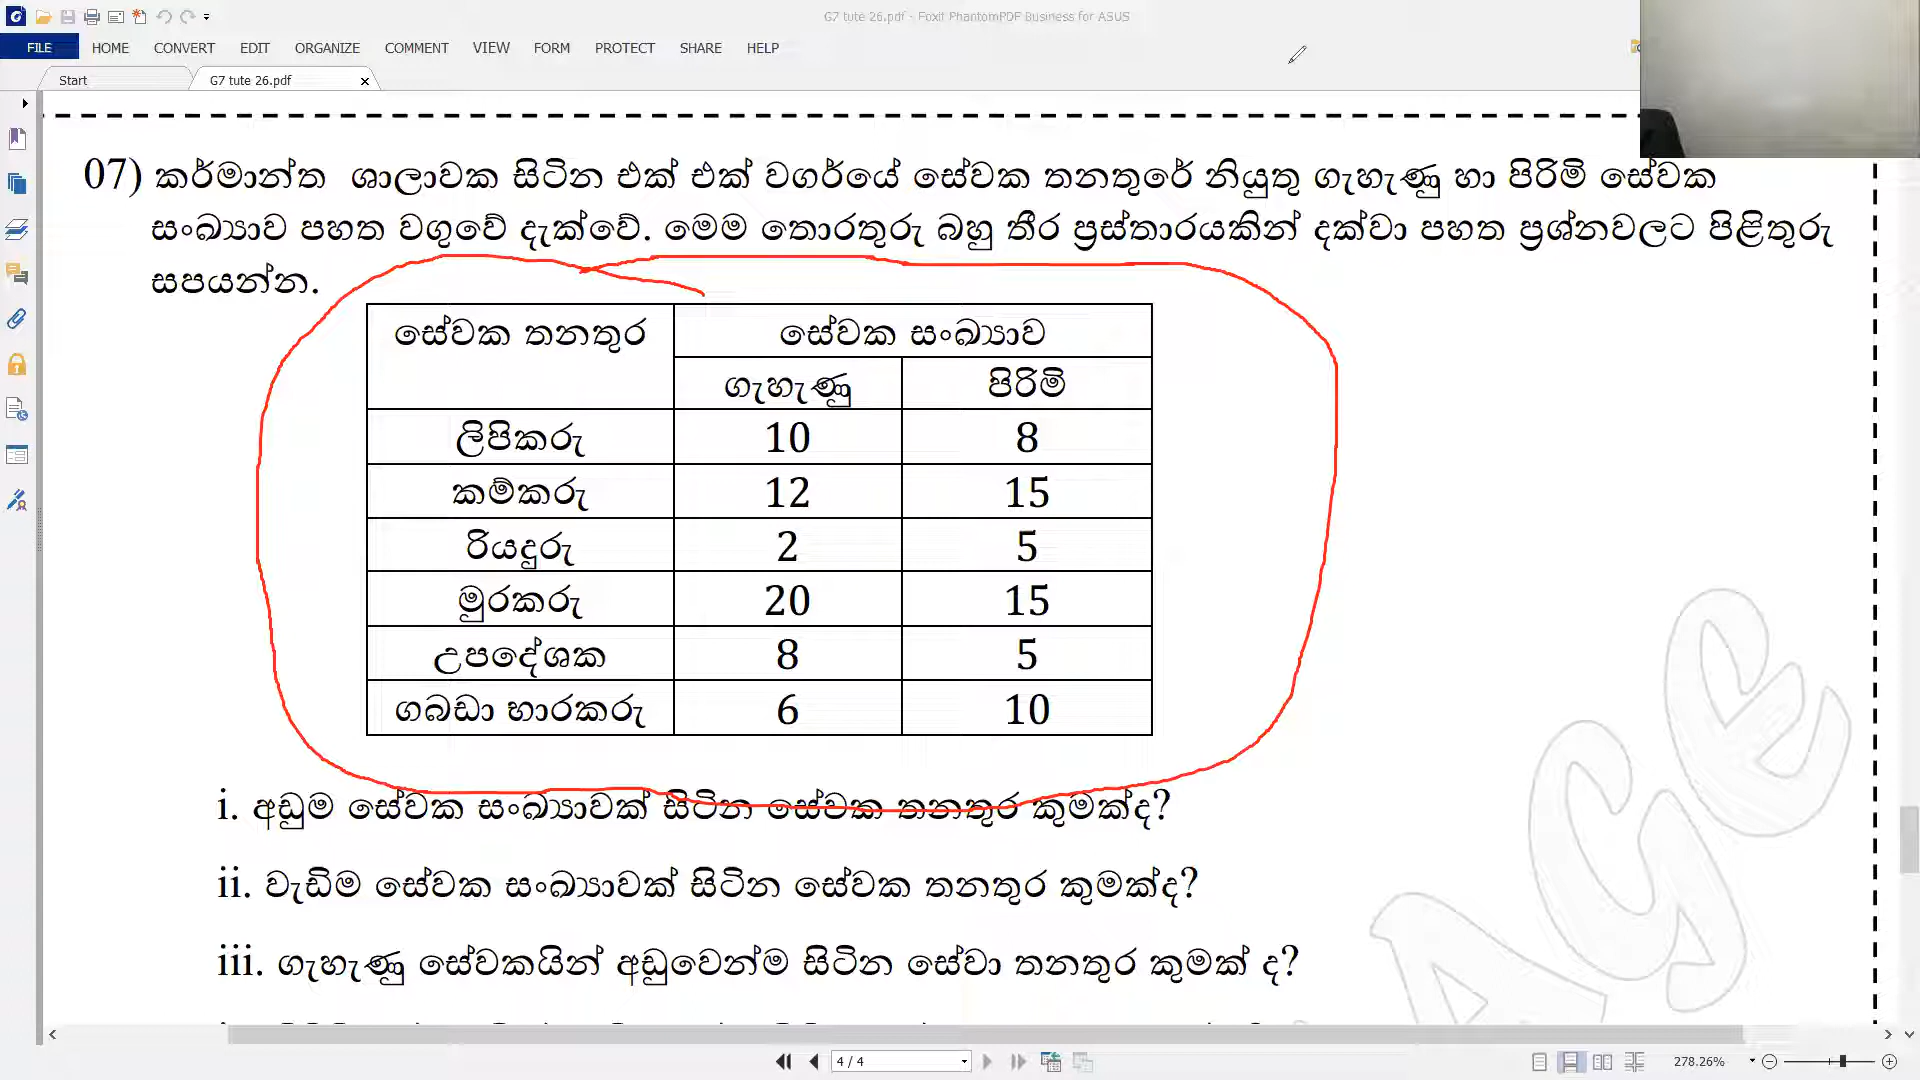 G7 tute 26.pdf - Foxit PhantomPDF Business for ASUS
FILE HOME CONVERT EDIT ORGANIZE COMMENT VIEW FORM PROTECT SHARE HELP
Start G7 tute 26.pdf
07) කර්මාන්ත ශාලාවක සිටින එක් එක් වගර්යේ සේවක තනතුරේ නියුතු ගැහැණු හා පිරිමි සේවක
සංඛ්‍යාව පහත වගුවේ දැක්වේ. මෙම තොරතුරු බහු තීර ප්‍රස්තාරයකින් දක්වා පහත ප්‍රශ්නවලට පිළිතුරු
සපයන්න.
සේවක තනතුර සේවක සංඛ්‍යාව
ගැහැණු පිරිමි
ලිපිකරු 10 8
කම්කරු 12 15
රියදුරු 2 5
මුරකරු 20 15
උපදේශක 8 5
ගබඩා භාරකරු 6 10
i. අඩුම සේවක සංඛ්‍යාවක් සිටින සේවක තනතුර කුමක්ද?
ii. වැඩිම සේවක සංඛ්‍යාවක් සිටින සේවක තනතුර කුමක්ද?
iii. ගැහැණු සේවකයින් අඩුවෙන්ම සිටින සේවා තනතුර කුමක් ද?
4 / 4
278.26%